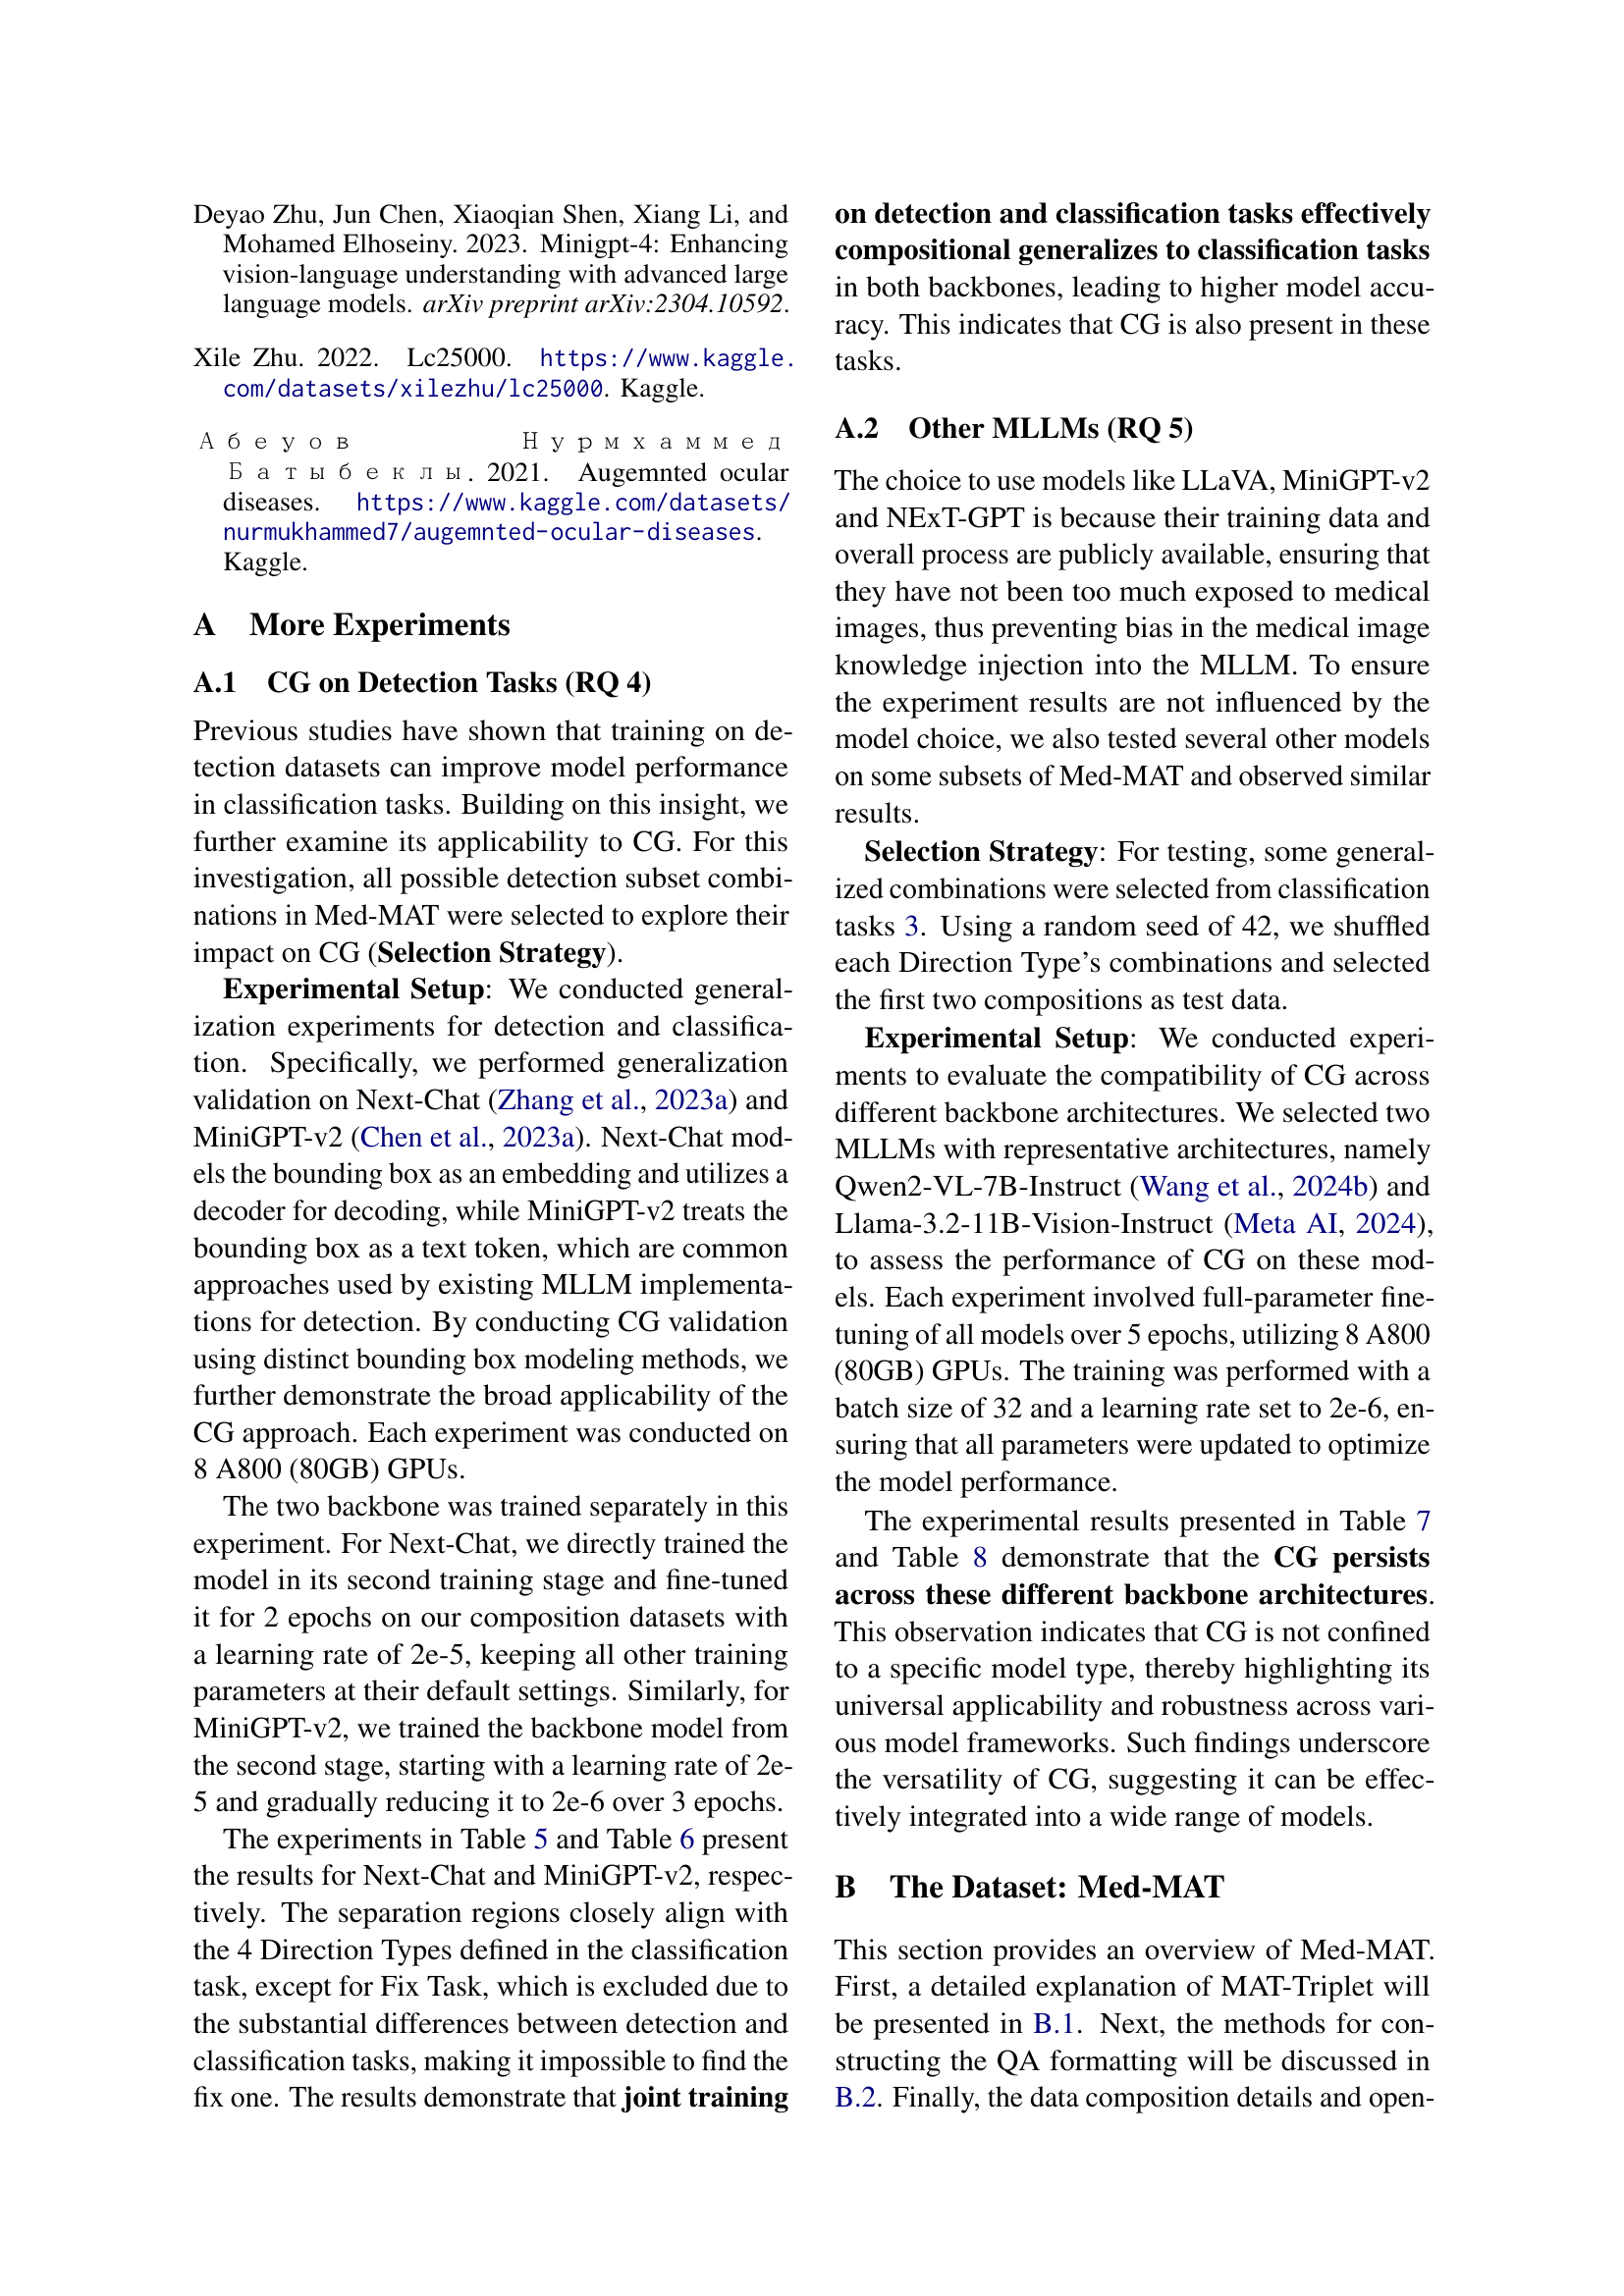 Deyao Zhu, Jun Chen, Xiaoqian Shen, Xiang Li, and
Mohamed Elhoseiny. 2023. Minigpt-4: Enhancing
vision-language understanding with advanced large
language models. arXiv preprint arXiv:2304.10592.
Xile Zhu. 2022. Lc25000. https://www.kaggle.
com/datasets/xilezhu/lc25000. Kaggle.
Абеуов Нурмхаммед
Батыбеклы. 2021. Augemnted ocular
diseases. https://www.kaggle.com/datasets/
nurmukhammed7/augemnted-ocular-diseases.
Kaggle.
A More Experiments
A.1 CG on Detection Tasks (RQ 4)
Previous studies have shown that training on de-
tection datasets can improve model performance
in classification tasks. Building on this insight, we
further examine its applicability to CG. For this
investigation, all possible detection subset combi-
nations in Med-MAT were selected to explore their
impact on CG (Selection Strategy).
Experimental Setup: We conducted general-
ization experiments for detection and classifica-
tion. Specifically, we performed generalization
validation on Next-Chat (Zhang et al., 2023a) and
MiniGPT-v2 (Chen et al., 2023a). Next-Chat mod-
els the bounding box as an embedding and utilizes a
decoder for decoding, while MiniGPT-v2 treats the
bounding box as a text token, which are common
approaches used by existing MLLM implementa-
tions for detection. By conducting CG validation
using distinct bounding box modeling methods, we
further demonstrate the broad applicability of the
CG approach. Each experiment was conducted on
8 A800 (80GB) GPUs.
The two backbone was trained separately in this
experiment. For Next-Chat, we directly trained the
model in its second training stage and fine-tuned
it for 2 epochs on our composition datasets with
a learning rate of 2e-5, keeping all other training
parameters at their default settings. Similarly, for
MiniGPT-v2, we trained the backbone model from
the second stage, starting with a learning rate of 2e-
5 and gradually reducing it to 2e-6 over 3 epochs.
The experiments in Table 5 and Table 6 present
the results for Next-Chat and MiniGPT-v2, respec-
tively. The separation regions closely align with
the 4 Direction Types defined in the classification
task, except for Fix Task, which is excluded due to
the substantial differences between detection and
classification tasks, making it impossible to find the
fix one. The results demonstrate that joint training
on detection and classification tasks effectively
compositional generalizes to classification tasks
in both backbones, leading to higher model accu-
racy. This indicates that CG is also present in these
tasks.
A.2 Other MLLMs (RQ 5)
The choice to use models like LLaVA, MiniGPT-v2
and NExT-GPT is because their training data and
overall process are publicly available, ensuring that
they have not been too much exposed to medical
images, thus preventing bias in the medical image
knowledge injection into the MLLM. To ensure
the experiment results are not influenced by the
model choice, we also tested several other models
on some subsets of Med-MAT and observed similar
results.
Selection Strategy: For testing, some general-
ized combinations were selected from classification
tasks 3. Using a random seed of 42, we shuffled
each Direction Type's combinations and selected
the first two compositions as test data.
Experimental Setup: We conducted experi-
ments to evaluate the compatibility of CG across
different backbone architectures. We selected two
MLLMs with representative architectures, namely
Qwen2-VL-7B-Instruct (Wang et al., 2024b) and
Llama-3.2-11B-Vision-Instruct (Meta AI, 2024),
to assess the performance of CG on these mod-
els. Each experiment involved full-parameter fine-
tuning of all models over 5 epochs, utilizing 8 A800
(80GB) GPUs. The training was performed with a
batch size of 32 and a learning rate set to 2e-6, en-
suring that all parameters were updated to optimize
the model performance.
The experimental results presented in Table 7
and Table 8 demonstrate that the CG persists
across these different backbone architectures.
This observation indicates that CG is not confined
to a specific model type, thereby highlighting its
universal applicability and robustness across vari-
ous model frameworks. Such findings underscore
the versatility of CG, suggesting it can be effec-
tively integrated into a wide range of models.
B The Dataset: Med-MAT
This section provides an overview of Med-MAT.
First, a detailed explanation of MAT-Triplet will
be presented in B.1. Next, the methods for con-
structing the QA formatting will be discussed in
B.2. Finally, the data composition details and open-